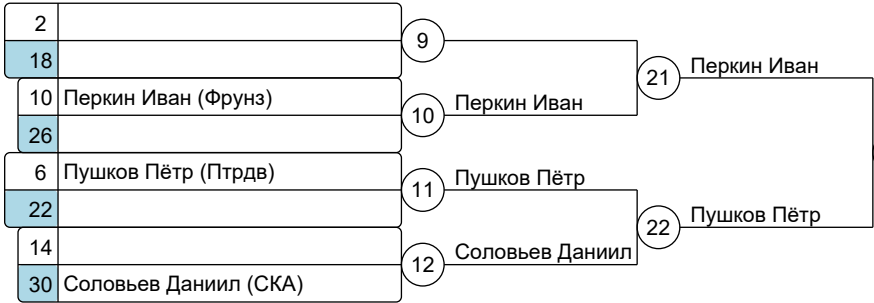 2
18
9
10 Перкин Иван (Фрунз)
26
10
Перкин Иван
21
Перкин Иван
6 Пушков Пётр (Птрдв)
22
11
Пушков Пётр
14
30 Соловьев Даниил (СКА)
12
Соловьев Даниил
22
Пушков Пётр